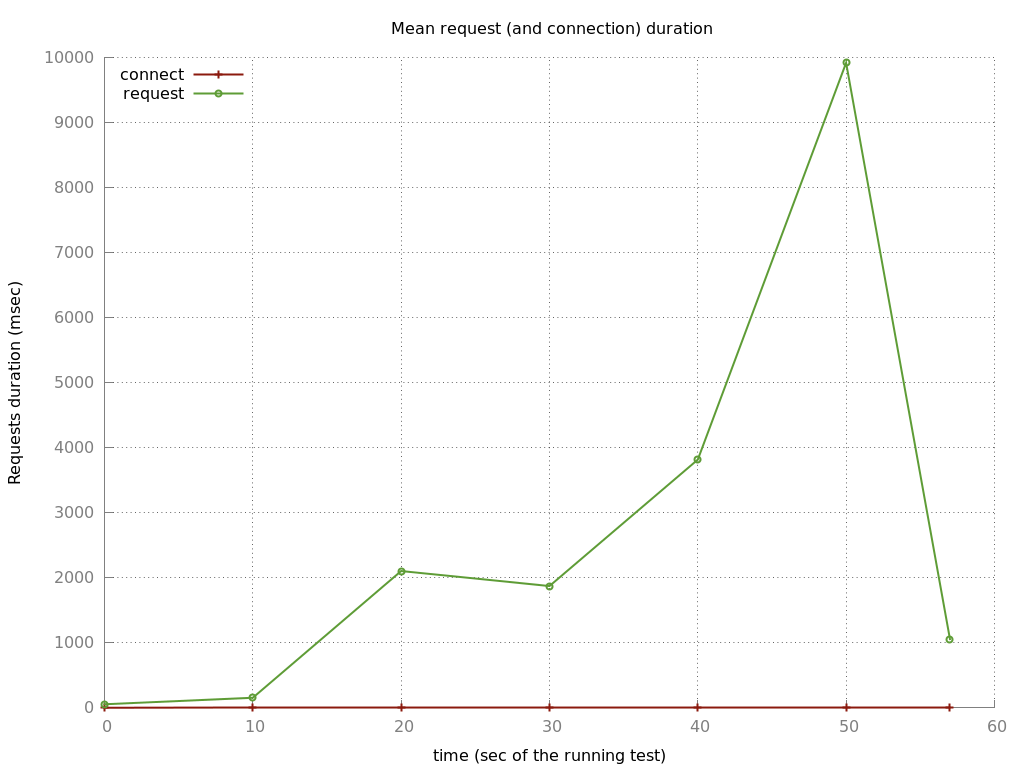 Mean request (and connection) duration
connect
request
10000
9000
8000
7000
6000
5000
4000
3000
2000
1000
0
Requests duration (msec)
0 10 20 30 40 50 60
time (sec of the running test)